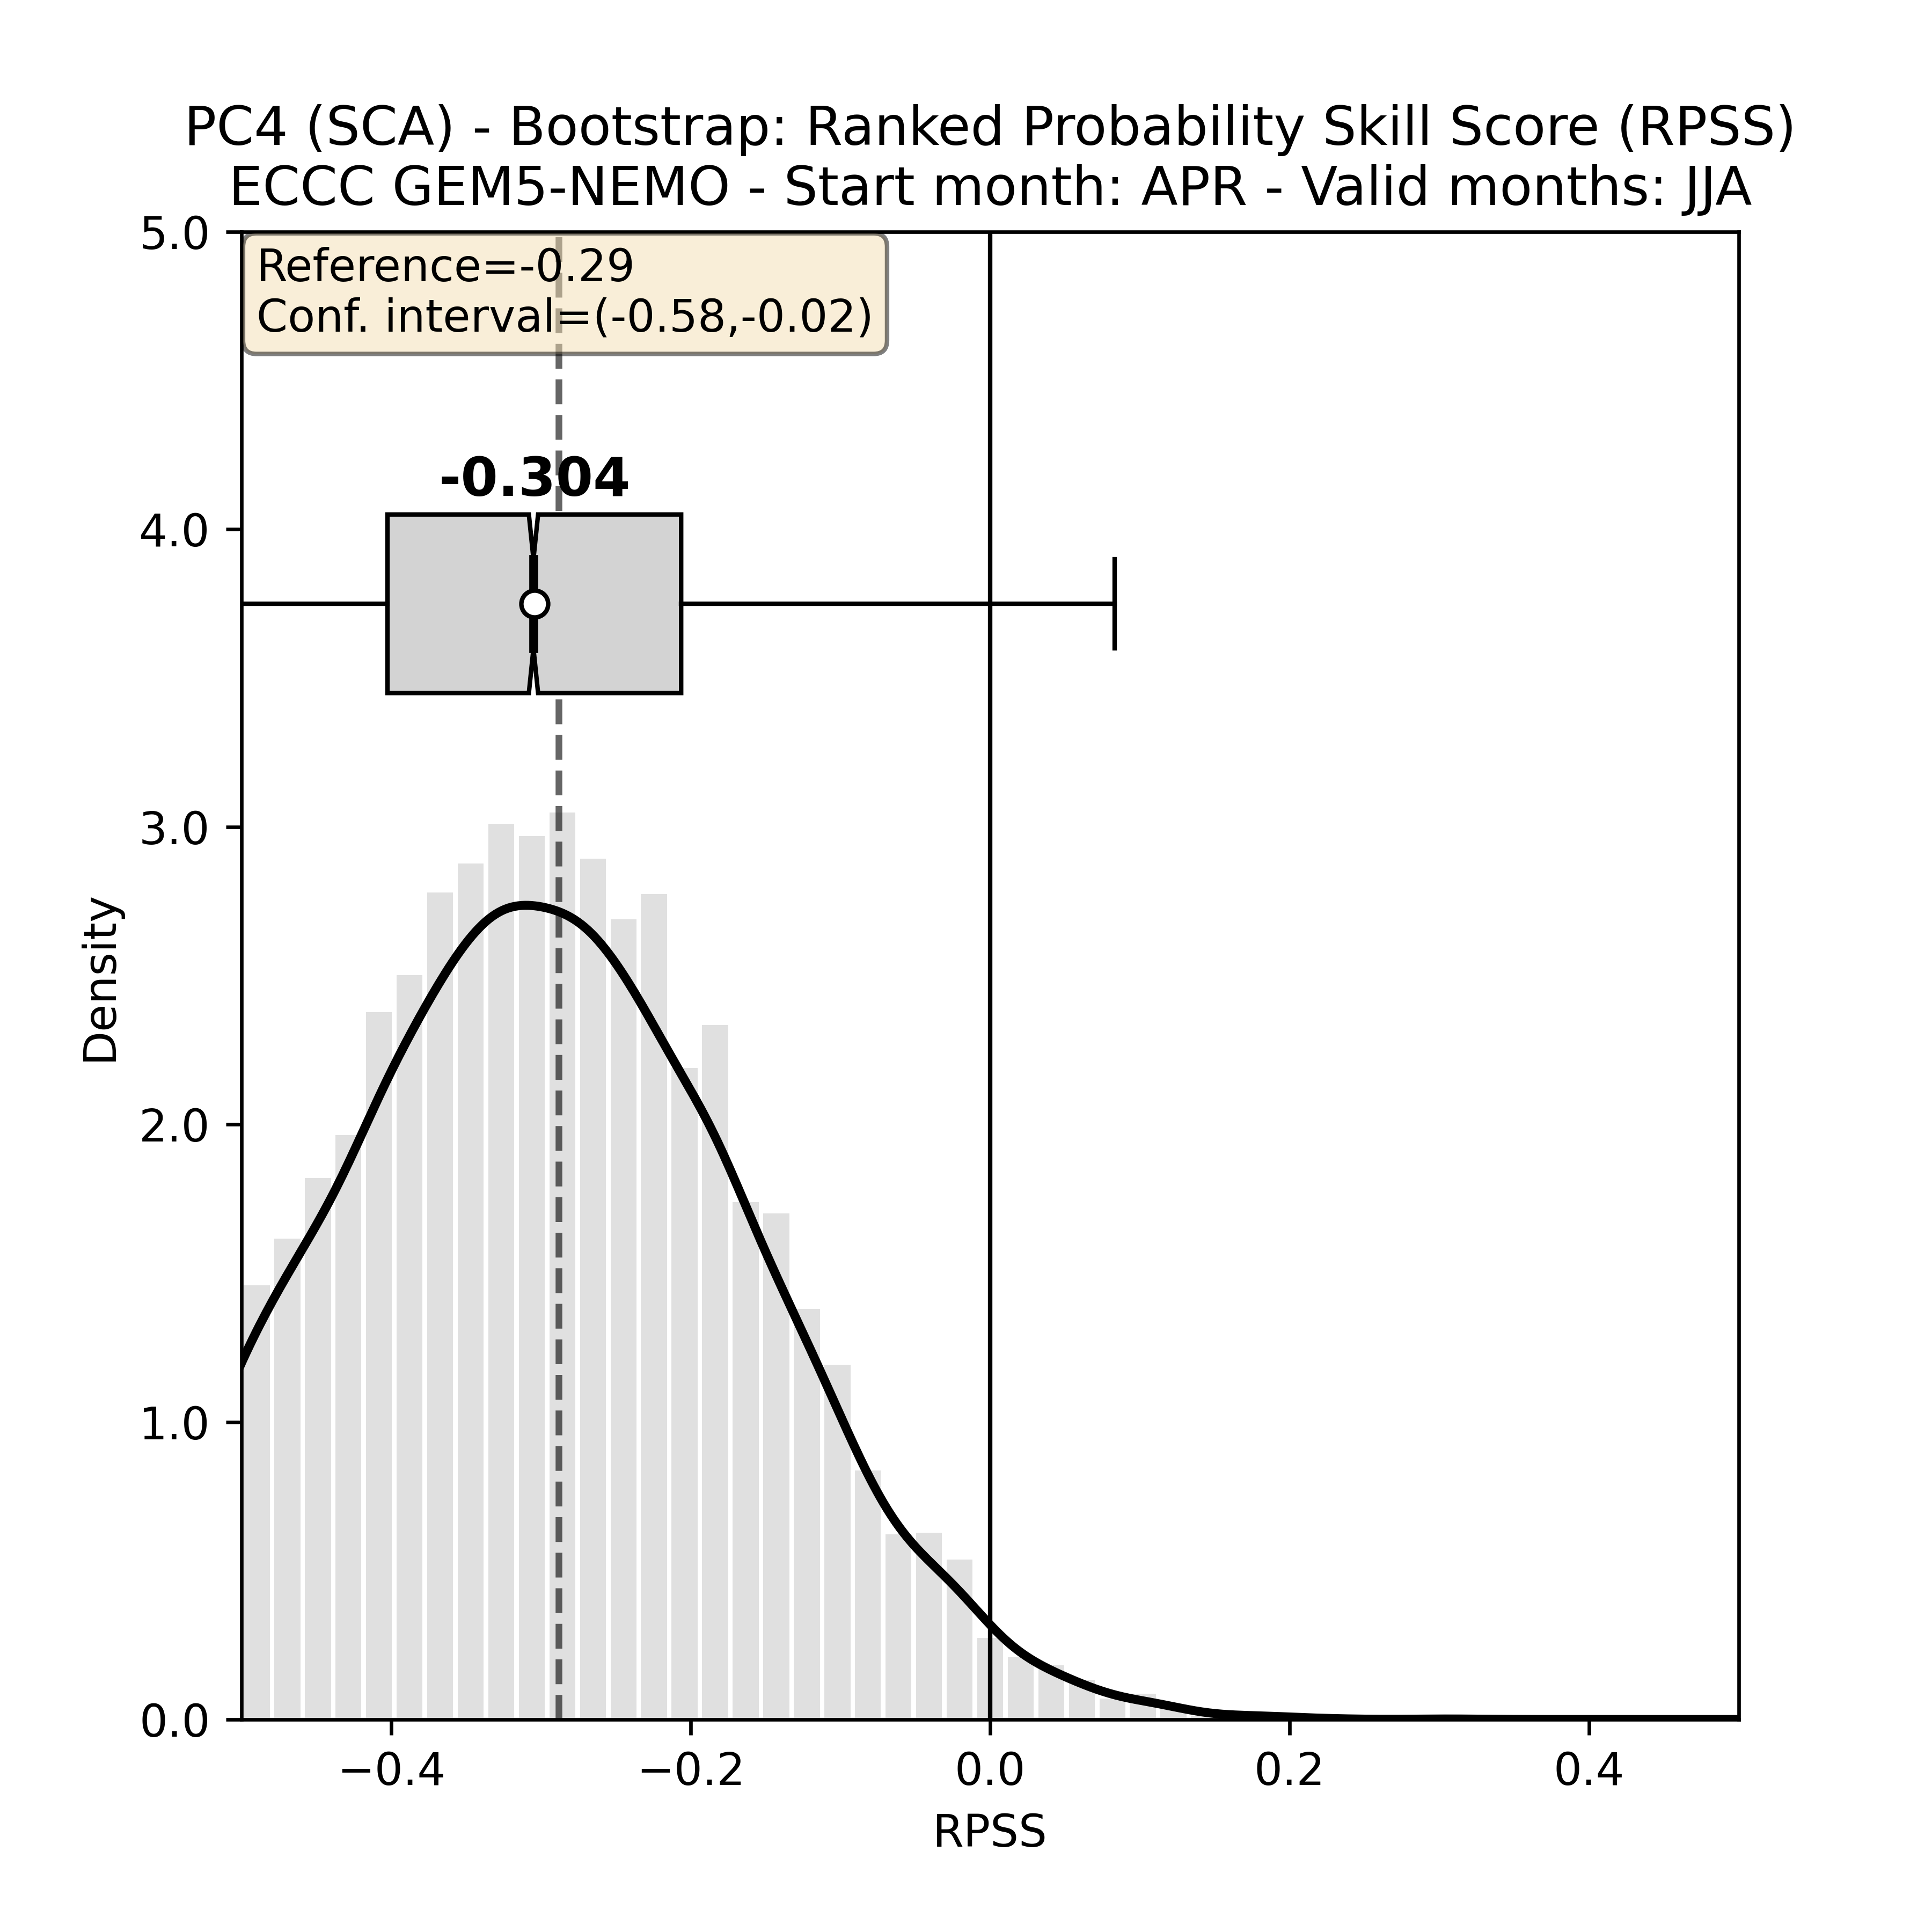 PC4 (SCA) - Bootstrap: Ranked Probability Skill Score (RPSS)
ECCC GEM5-NEMO - Start month: APR - Valid months: JJA
5.0
Reference=-0.29
Conf. interval=(-0.58,-0.02)
-0.304
4.0
3.0
Density
2.0
1.0
0.0
−0.4 −0.2 0.0 0.2 0.4
RPSS